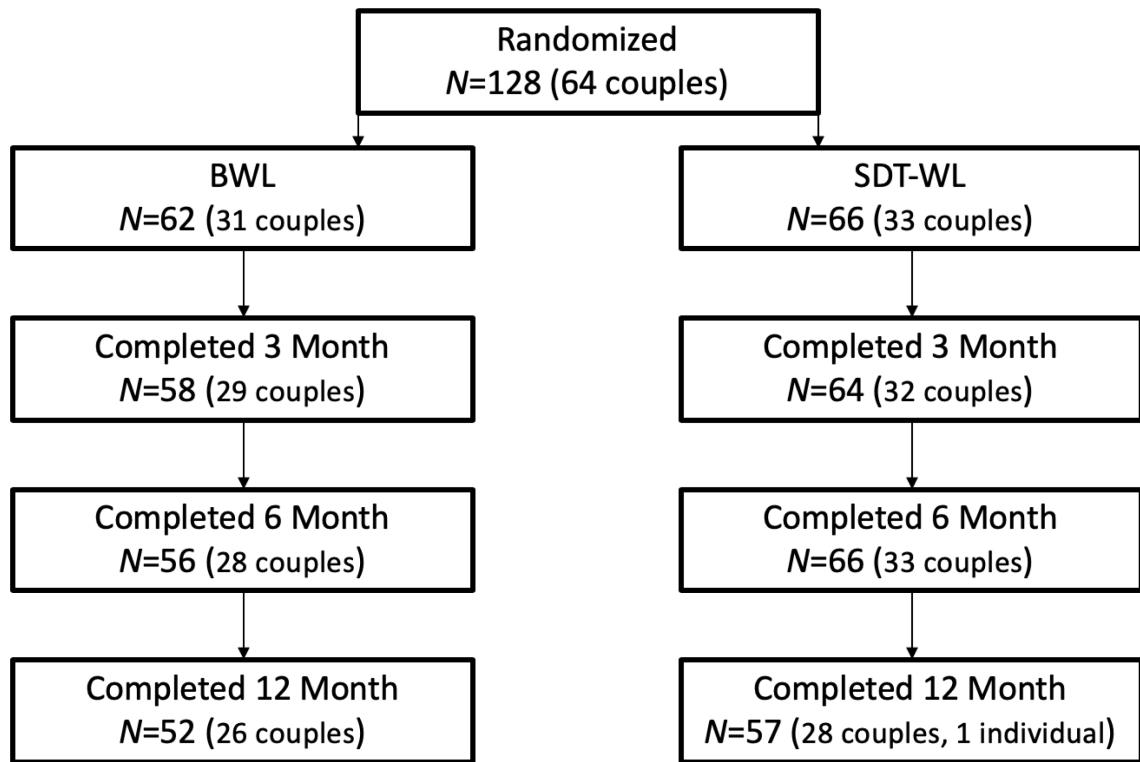 Randomized
N=128 (64 couples)
BWL
N=62 (31 couples)
SDT-WL
N=66 (33 couples)
Completed 3 Month
N=58 (29 couples)
Completed 3 Month
N=64 (32 couples)
Completed 6 Month
N=56 (28 couples)
Completed 6 Month
N=66 (33 couples)
Completed 12 Month
N=52 (26 couples)
Completed 12 Month
N=57 (28 couples, 1 individual)